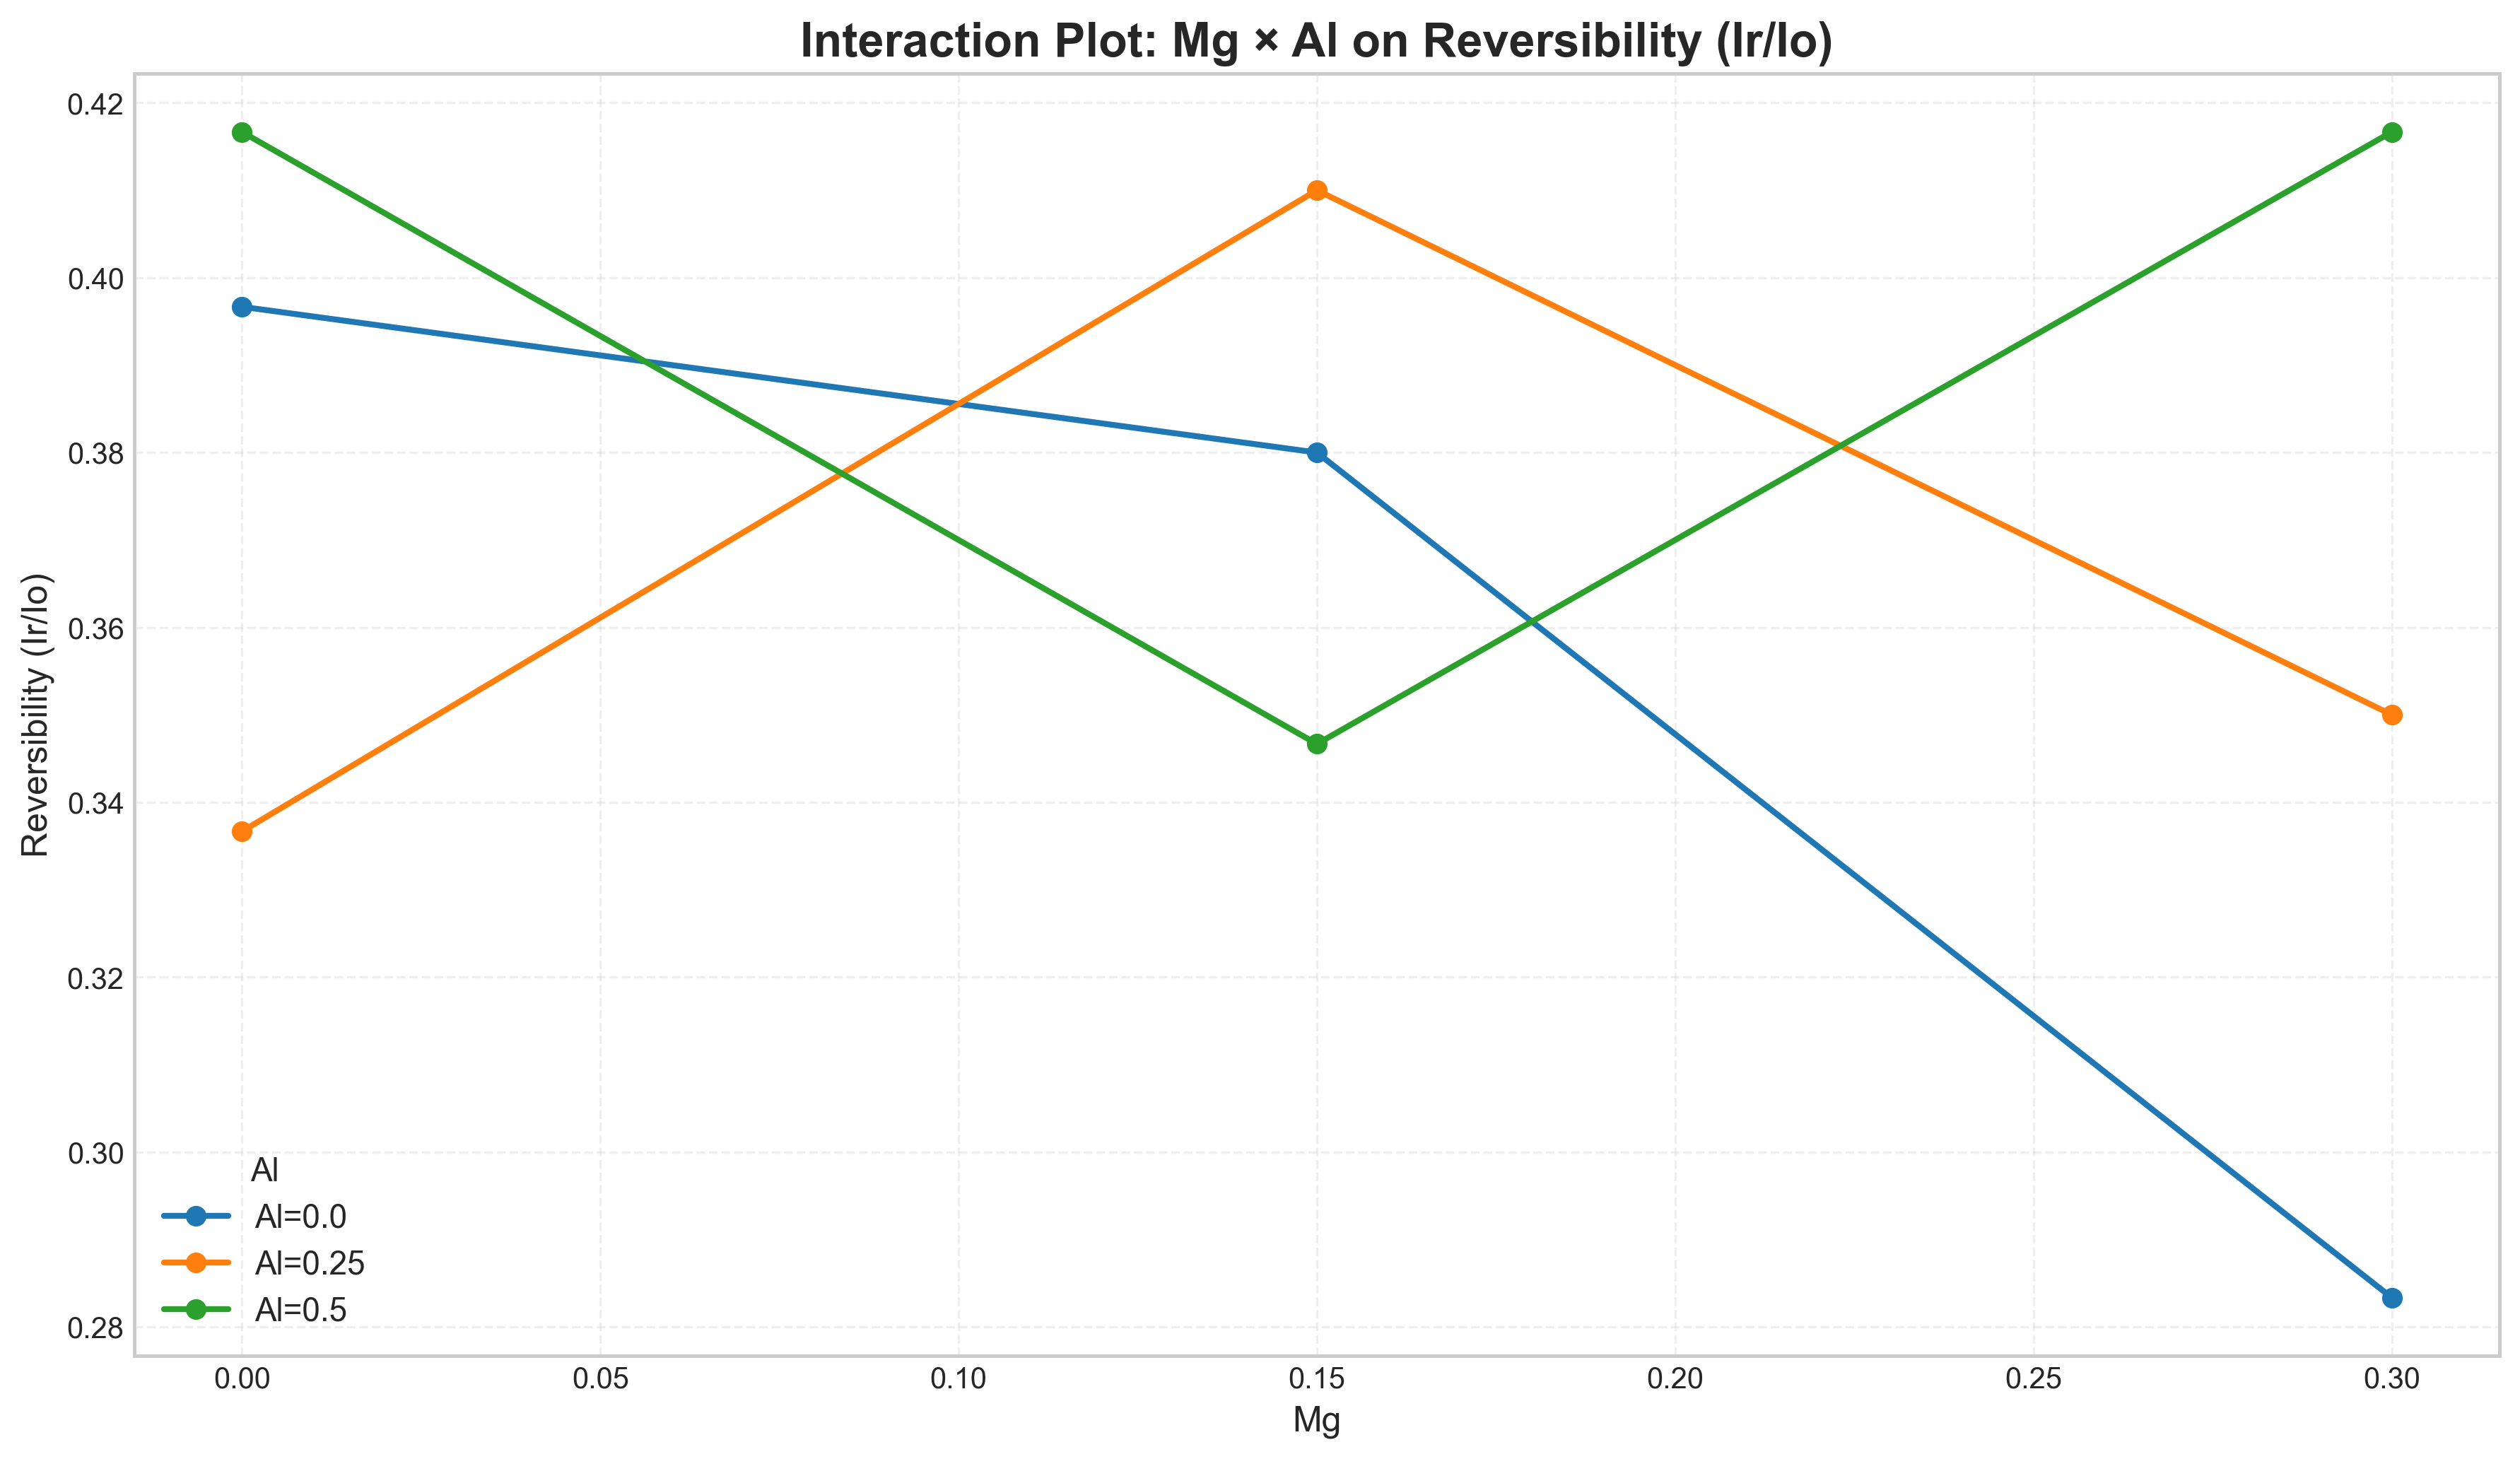 Interaction Plot: Mg × Al on Reversibility (Ir/Io)
Reversibility (Ir/Io)
0.42
0.40
0.38
0.36
0.34
0.32
0.30
0.28
Al
Al=0.0
Al=0.25
Al=0.5
0.00 0.05 0.10 0.15 0.20 0.25 0.30
Mg